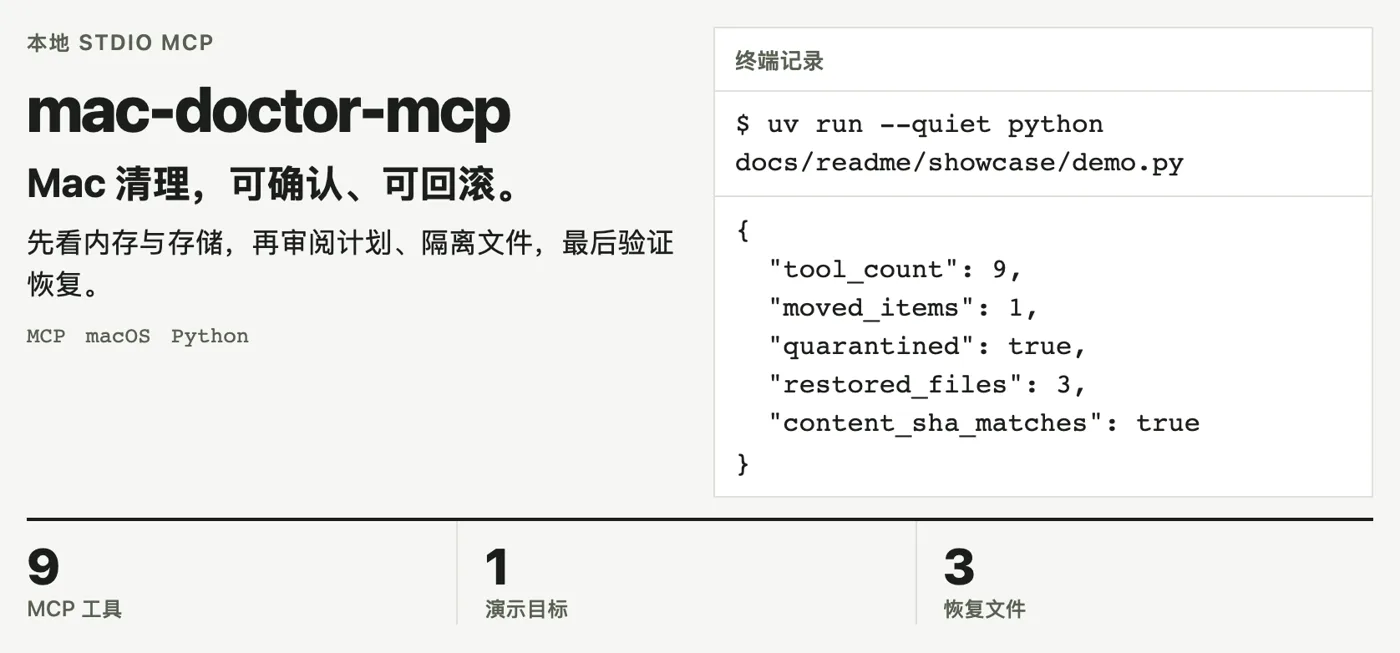 本地 STDIO MCP
mac-doctor-mcp
Mac 清理，可确认、可回滚。
先看内存与存储，再审阅计划、隔离文件，最后验证
恢复。
MCP macOS Python
终端记录
$ uv run --quiet python
docs/readme/showcase/demo.py
{
"tool_count": 9,
"moved_items": 1,
"quarantined": true,
"restored_files": 3,
"content_sha_matches": true
}
9
MCP 工具
1
演示目标
3
恢复文件